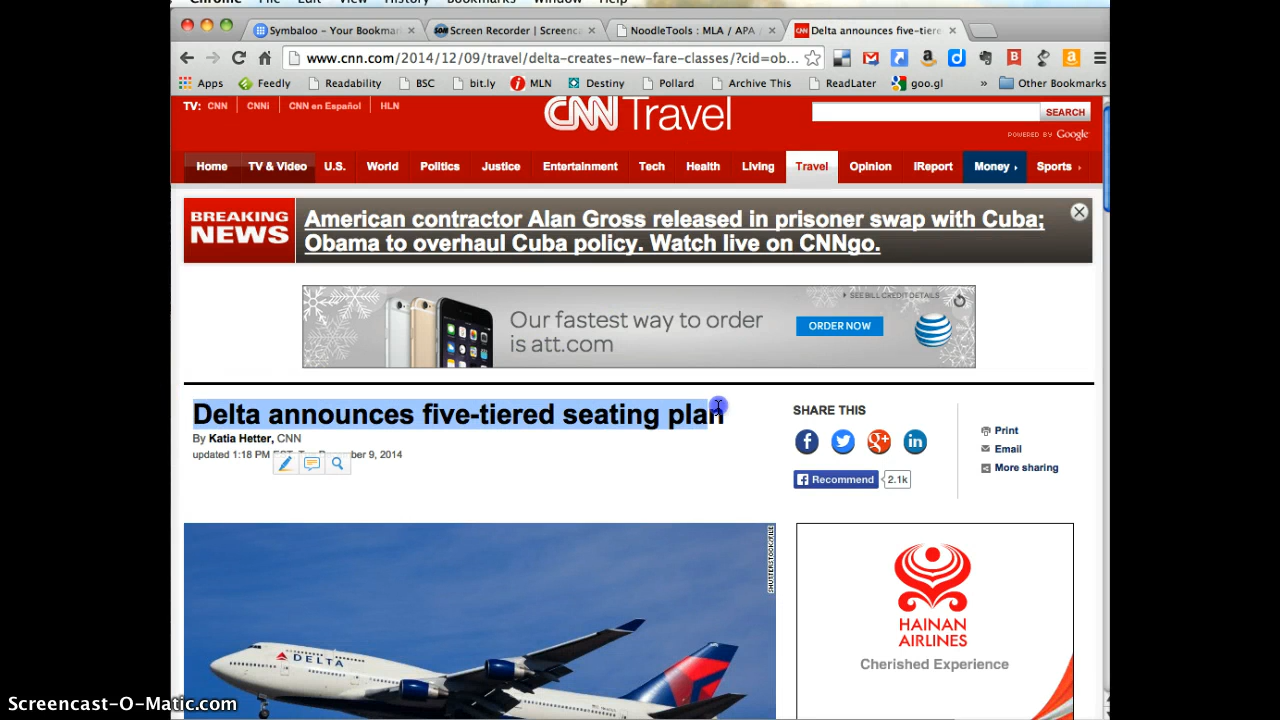 Chrome File Edit View History Bookmarks Window Help
Symbaloo - Your Bookmar
Screen Recorder | Screenca
NoodleTools : MLA / APA /
CNN Delta announces five-tiere
www.cnn.com/2014/12/09/travel/delta-creates-new-fare-classes/?cid=ob...
Apps Feedly Readability BSC bit.ly MLN Destiny Pollard Archive This ReadLater goo.gl » Other Bookmarks
TV: CNN CNNi CNN en Español HLN
CNN Travel
SEARCH
POWERED BY Google
Home TV & Video U.S. World Politics Justice Entertainment Tech Health Living Travel Opinion iReport Money Sports
BREAKING
NEWS
American contractor Alan Gross released in prisoner swap with Cuba;
Obama to overhaul Cuba policy. Watch live on CNNgo.
SEE BILL CREDIT DETAILS
Our fastest way to order
is att.com
ORDER NOW
Delta announces five-tiered seating plan
By Katia Hetter, CNN
updated 1:18 PM ber 9, 2014
SHARE THIS
Recommend 2.1k
Print
Email
More sharing
DELTA
HAINAN
AIRLINES
Cherished Experience
Screencast-O-Matic.com